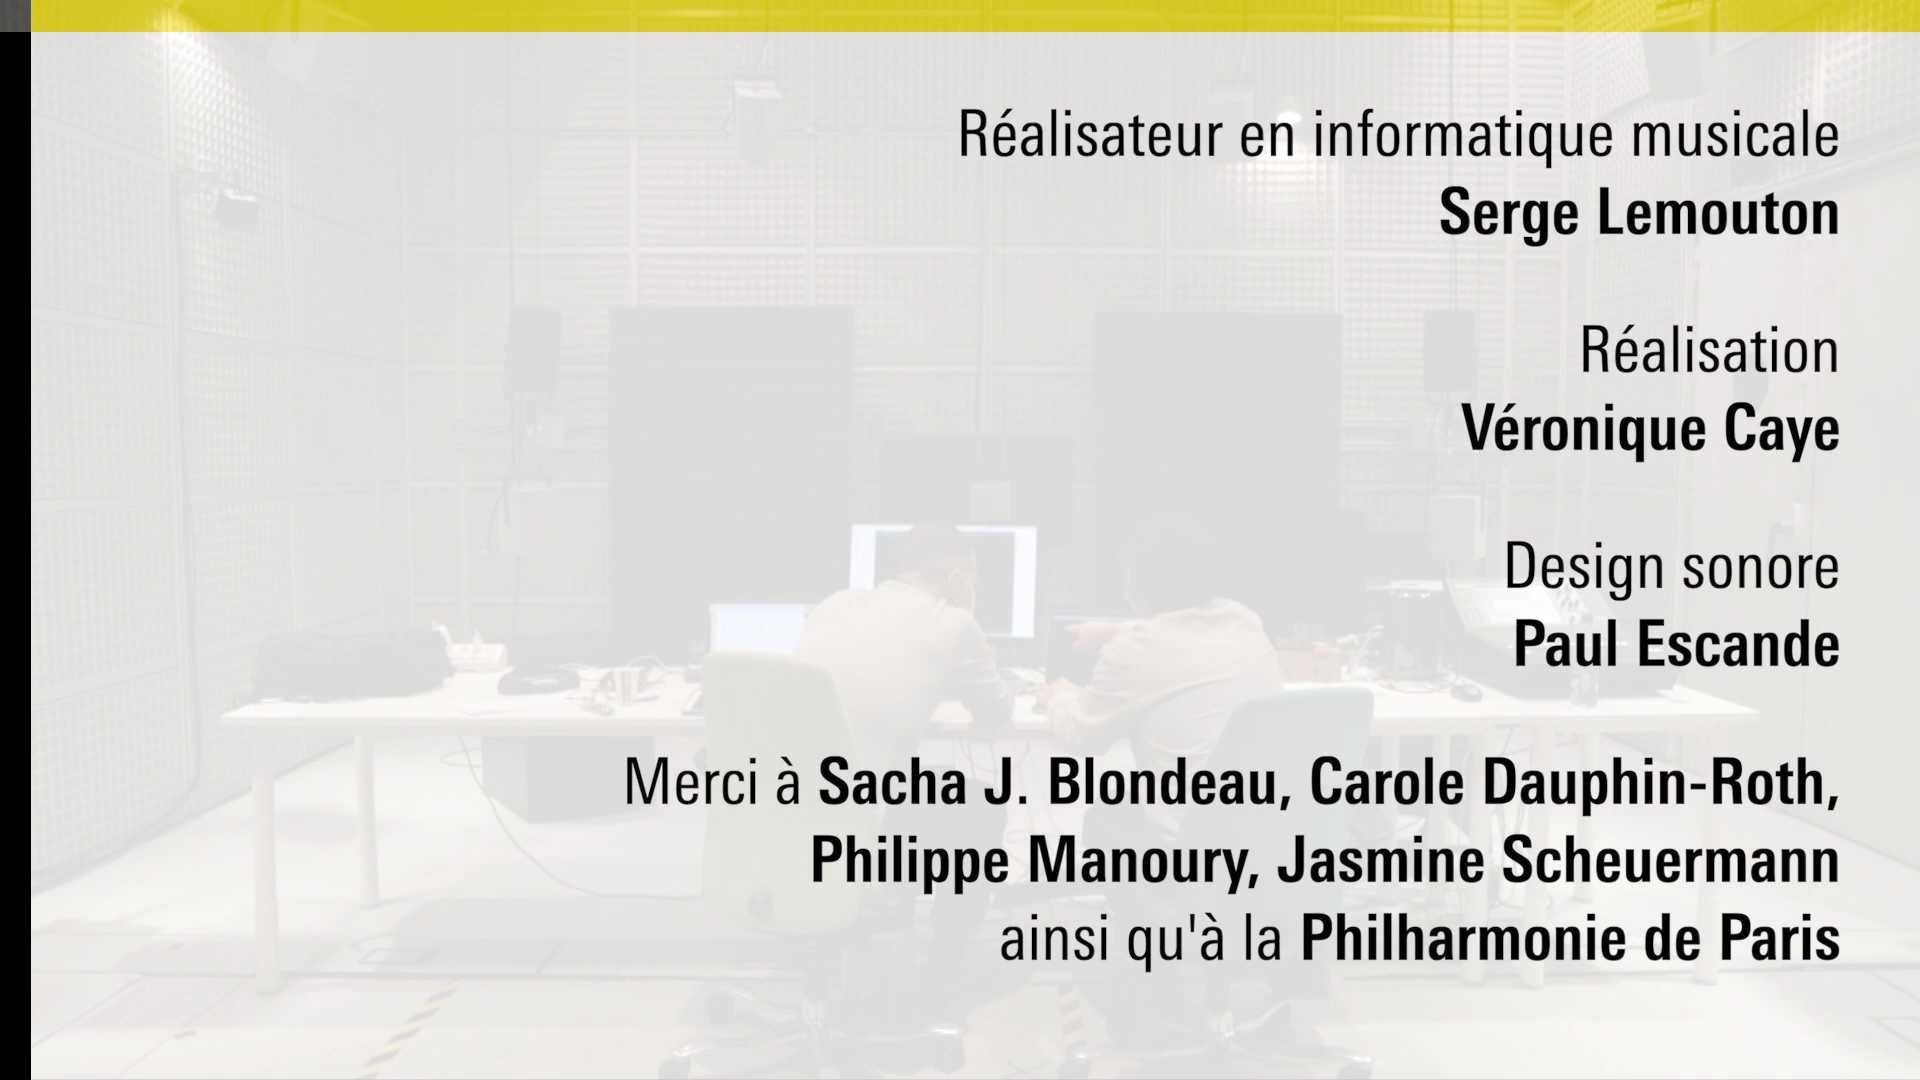 Réalisateur en informatique musicale
Serge Lemouton
Réalisation
Véronique Caye
Design sonore
Paul Escande
Merci à Sacha J. Blondeau, Carole Dauphin-Roth,
Philippe Manoury, Jasmine Scheuermann
ainsi qu'à la Philharmonie de Paris